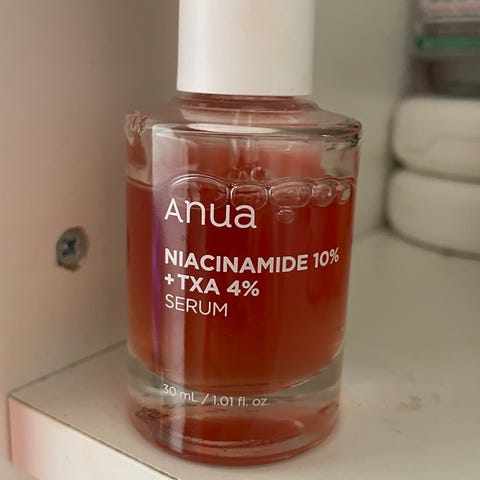 Anua
NIACINAMIDE 10%
+TXA 4%
SERUM
30 mL / 1.01 fl. oz.